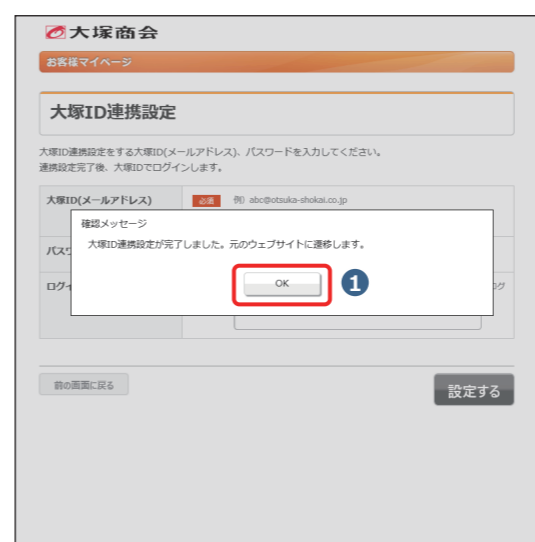 大塚商会
お客様マイページ
大塚ID連携設定
大塚ID連携設定をする大塚ID(メールアドレス)、パスワードを入力してください。
連携設定完了後、大塚IDでログインします。
大塚ID(メールアドレス)
必須 例) abc@otsuka-shokai.co.jp
確認メッセージ
大塚ID連携設定が完了しました。元のウェブサイトに遷移します。
パス
OK
1
ログ
前の画面に戻る
設定する